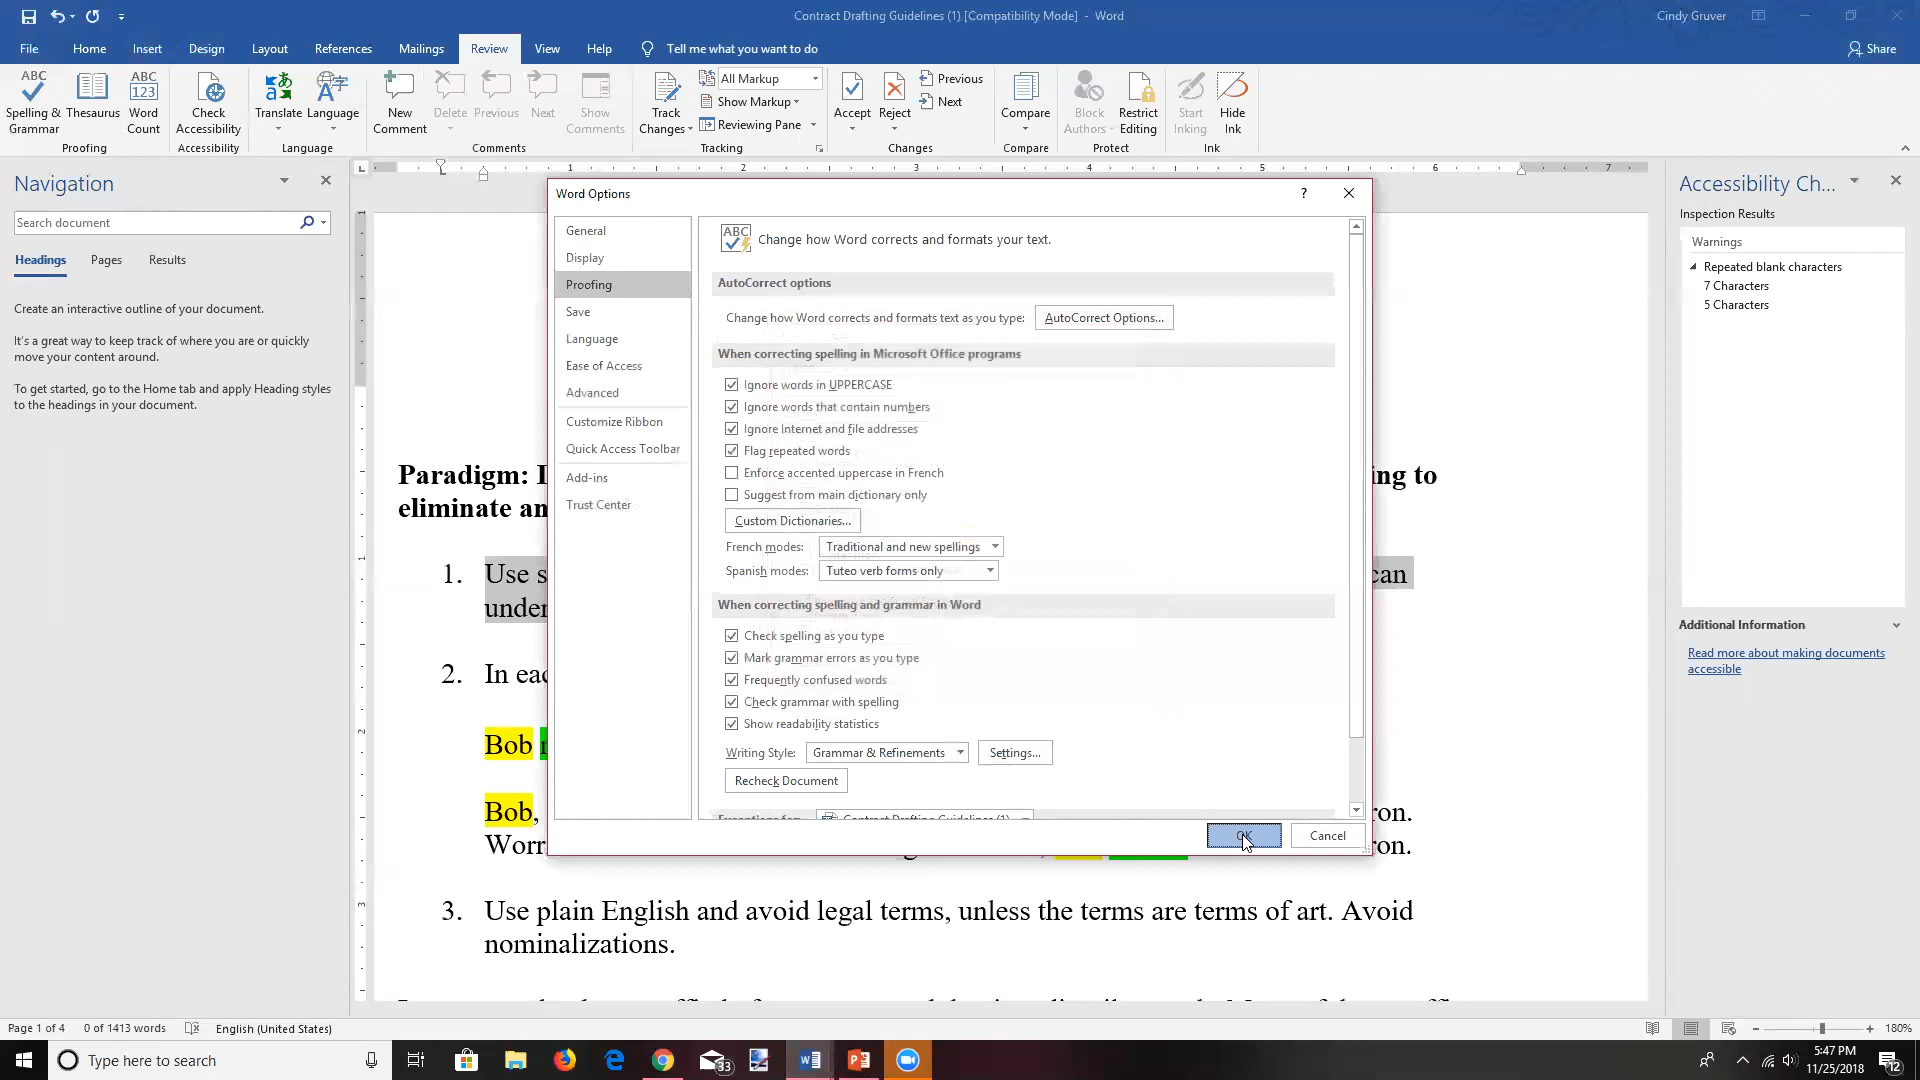 Contract Drafting Guidelines (1) [Compatibility Mode] - Word
Cindy Gruver
File Home Insert Design Layout References Mailings Review View Help Tell me what you want to do Share
Spelling & Grammar
Thesaurus
Word Count
Proofing
Check Accessibility
Accessibility
Translate
Language
Language
New Comment
Delete
Previous
Next
Show Comments
Comments
Track Changes
All Markup
Show Markup
Reviewing Pane
Tracking
Accept
Reject
Previous
Next
Changes
Compare
Compare
Block Authors
Restrict Editing
Protect
Start Inking
Hide Ink
Ink
Navigation
Search document
Headings Pages Results
Create an interactive outline of your document.
It's a great way to keep track of where you are or quickly
move your content around.
To get started, go to the Home tab and apply Heading styles
to the headings in your document.
1 2 3 4 5 6 7
Word Options
General
Display
Proofing
Save
Language
Ease of Access
Advanced
Customize Ribbon
Quick Access Toolbar
Add-ins
Trust Center
ABC
Change how Word corrects and formats your text.
AutoCorrect options
Change how Word corrects and formats text as you type: AutoCorrect Options...
When correcting spelling in Microsoft Office programs
Ignore words in UPPERCASE
Ignore words that contain numbers
Ignore Internet and file addresses
Flag repeated words
Enforce accented uppercase in French
Suggest from main dictionary only
Custom Dictionaries...
French modes: Traditional and new spellings
Spanish modes: Tuteo verb forms only
When correcting spelling and grammar in Word
Check spelling as you type
Mark grammar errors as you type
Frequently confused words
Check grammar with spelling
Show readability statistics
Writing Style: Grammar & Refinements Settings...
Recheck Document
Exceptions for: Contract Drafting Guidelines (1)
OK Cancel
Paradigm: ing to
eliminate an
1. Use s can
under
2. In eac
Bob
Bob, ron.
Worr ron.
3. Use plain English and avoid legal terms, unless the terms are terms of art. Avoid
nominalizations.
Accessibility Ch...
Inspection Results
Warnings
Repeated blank characters
7 Characters
5 Characters
Additional Information
Read more about making documents
accessible
Page 1 of 4 0 of 1413 words English (United States) 180%
Type here to search
33
5:47 PM
11/25/2018
12